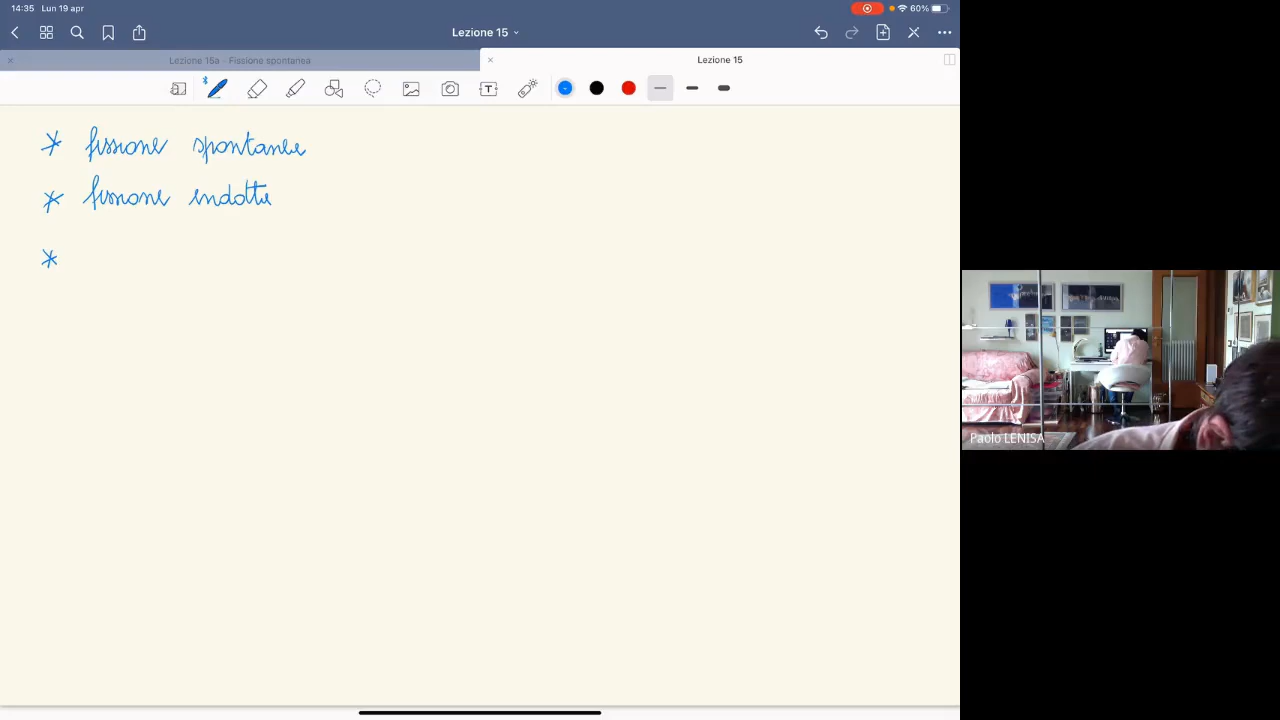 14:35 Lun 19 apr
60%
Lezione 15
Lezione 15a - Fissione spontanea
Lezione 15
* fissione spontanea
* fissione indotta
*
Paolo LENISA